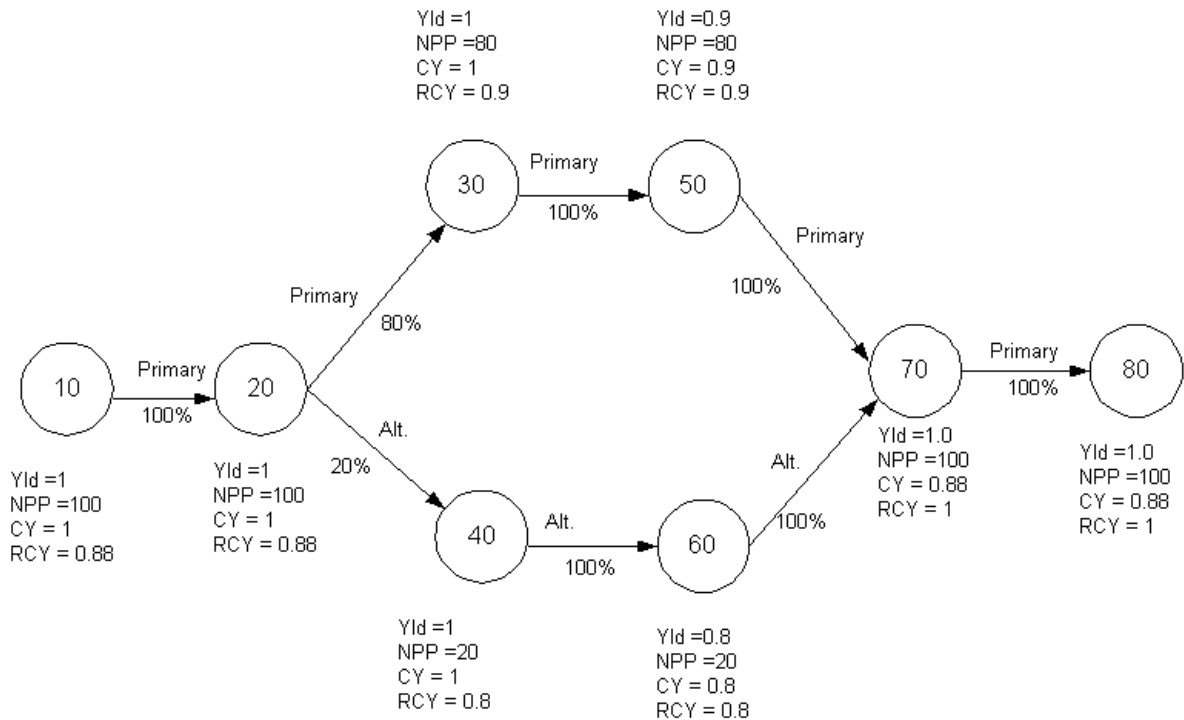 Yld =1
NPP =80
CY = 1
RCY = 0.9
Yld =0.9
NPP =80
CY = 0.9
RCY = 0.9
30
Primary
100%
50
Primary
100%
Primary
80%
10
Primary
100%
20
Alt.
20%
70
Primary
100%
80
Yld =1
NPP =100
CY = 1
RCY = 0.88
Yld =1
NPP =100
CY = 1
RCY = 0.88
40
Alt.
100%
60
Alt.
100%
Yld =1.0
NPP =100
CY = 0.88
RCY = 1
Yld =1.0
NPP =100
CY = 0.88
RCY = 1
Yld =1
NPP =20
CY = 1
RCY = 0.8
Yld =0.8
NPP =20
CY = 0.8
RCY = 0.8